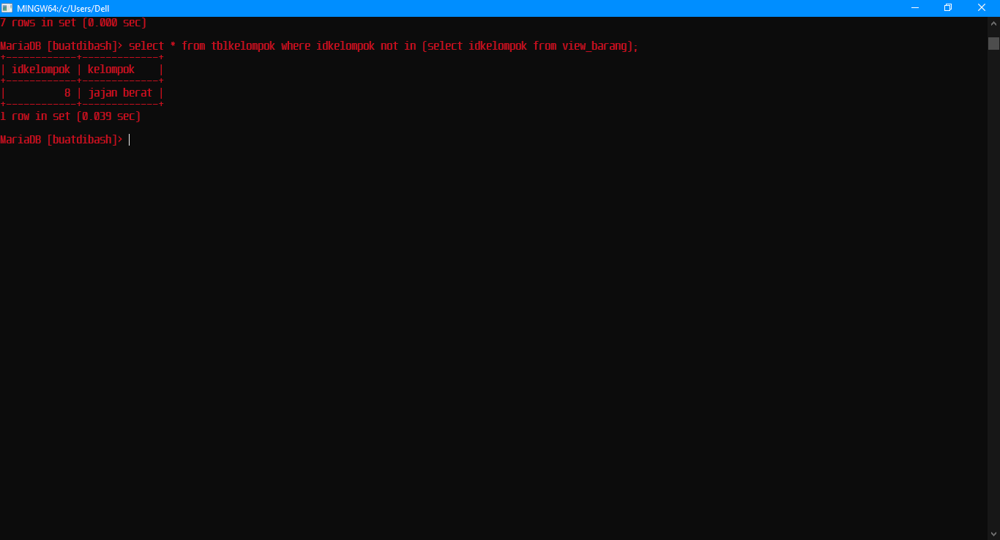 MINGW64:/c/Users/Dell
7 rows in set (0.000 sec)
MariaDB [buatdibash]> select * from tblkelompok where idkelompok not in (select idkelompok from view_barang);
+------------+-------------+
| idkelompok | kelompok    |
+------------+-------------+
|          8 | jajan berat |
+------------+-------------+
1 row in set (0.039 sec)
MariaDB [buatdibash]>